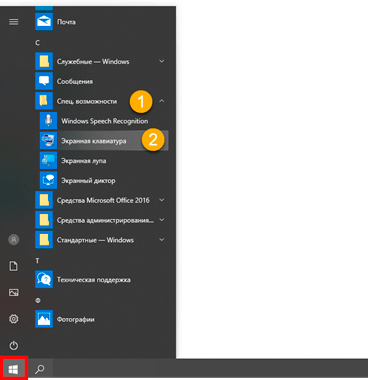 Почта
С
Служебные — Windows
Сообщения
Спец. возможности
1
Windows Speech Recognition
Экранная клавиатура
2
Экранная лупа
Экранный диктор
Средства Microsoft Office 2016
Средства администрирования...
Стандартные — Windows
Т
Техническая поддержка
Ф
Фотографии